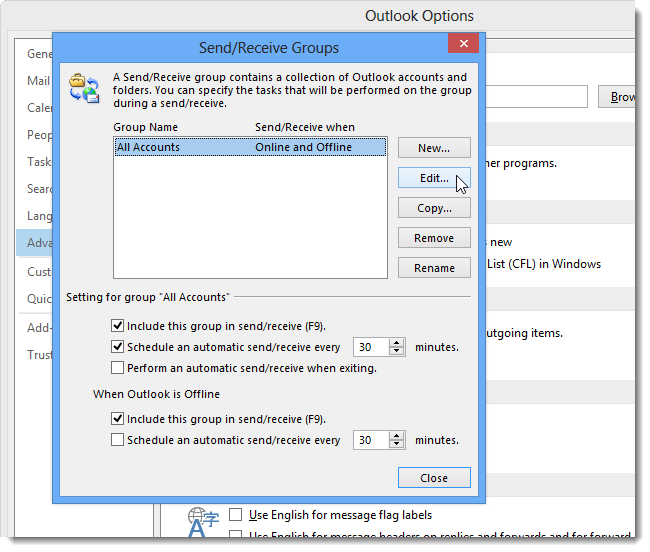 Outlook Options
Gene
Mail
Calen
Peop
Task
Searc
Lang
Adva
Custo
Quic
Add-
Trust
Send/Receive Groups
A Send/Receive group contains a collection of Outlook accounts and
folders. You can specify the tasks that will be performed on the group
during a send/receive.
Group Name Send/Receive when
All Accounts Online and Offline
New...
Edit...
Copy...
Remove
Rename
Setting for group "All Accounts"
Include this group in send/receive (F9).
Schedule an automatic send/receive every 30 minutes.
Perform an automatic send/receive when exiting.
When Outlook is Offline
Include this group in send/receive (F9).
Schedule an automatic send/receive every 30 minutes.
Close
Brow
her programs.
s new
List (CFL) in Windows
utgoing items.
字
A
Use English for message flag labels
Use English for message headers on replies and forwards and for forward